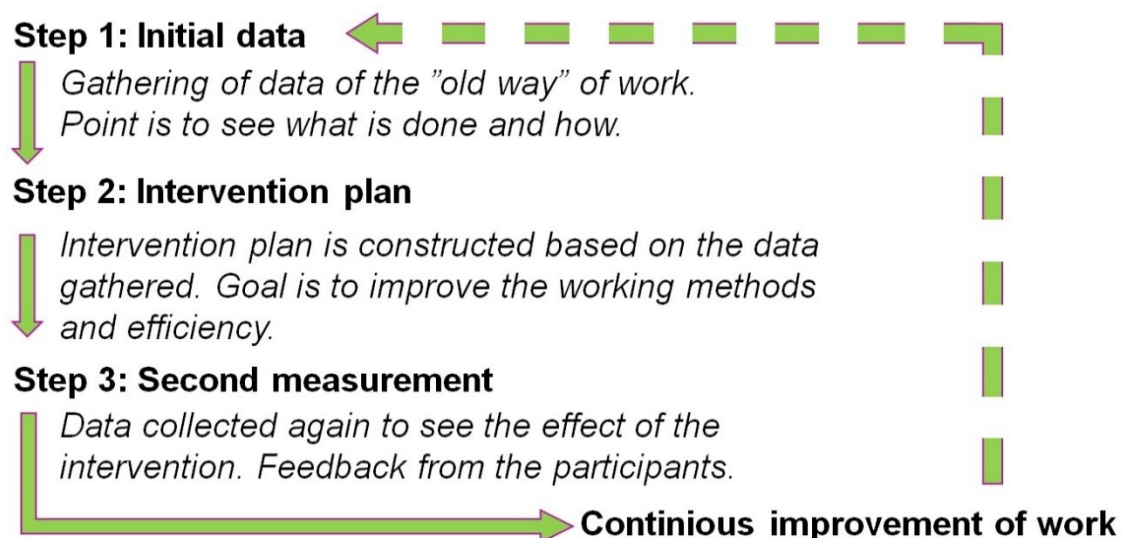 Step 1: Initial data
Gathering of data of the ”old way” of work.
Point is to see what is done and how.
Step 2: Intervention plan
Intervention plan is constructed based on the data
gathered. Goal is to improve the working methods
and efficiency.
Step 3: Second measurement
Data collected again to see the effect of the
intervention. Feedback from the participants.
Continious improvement of work